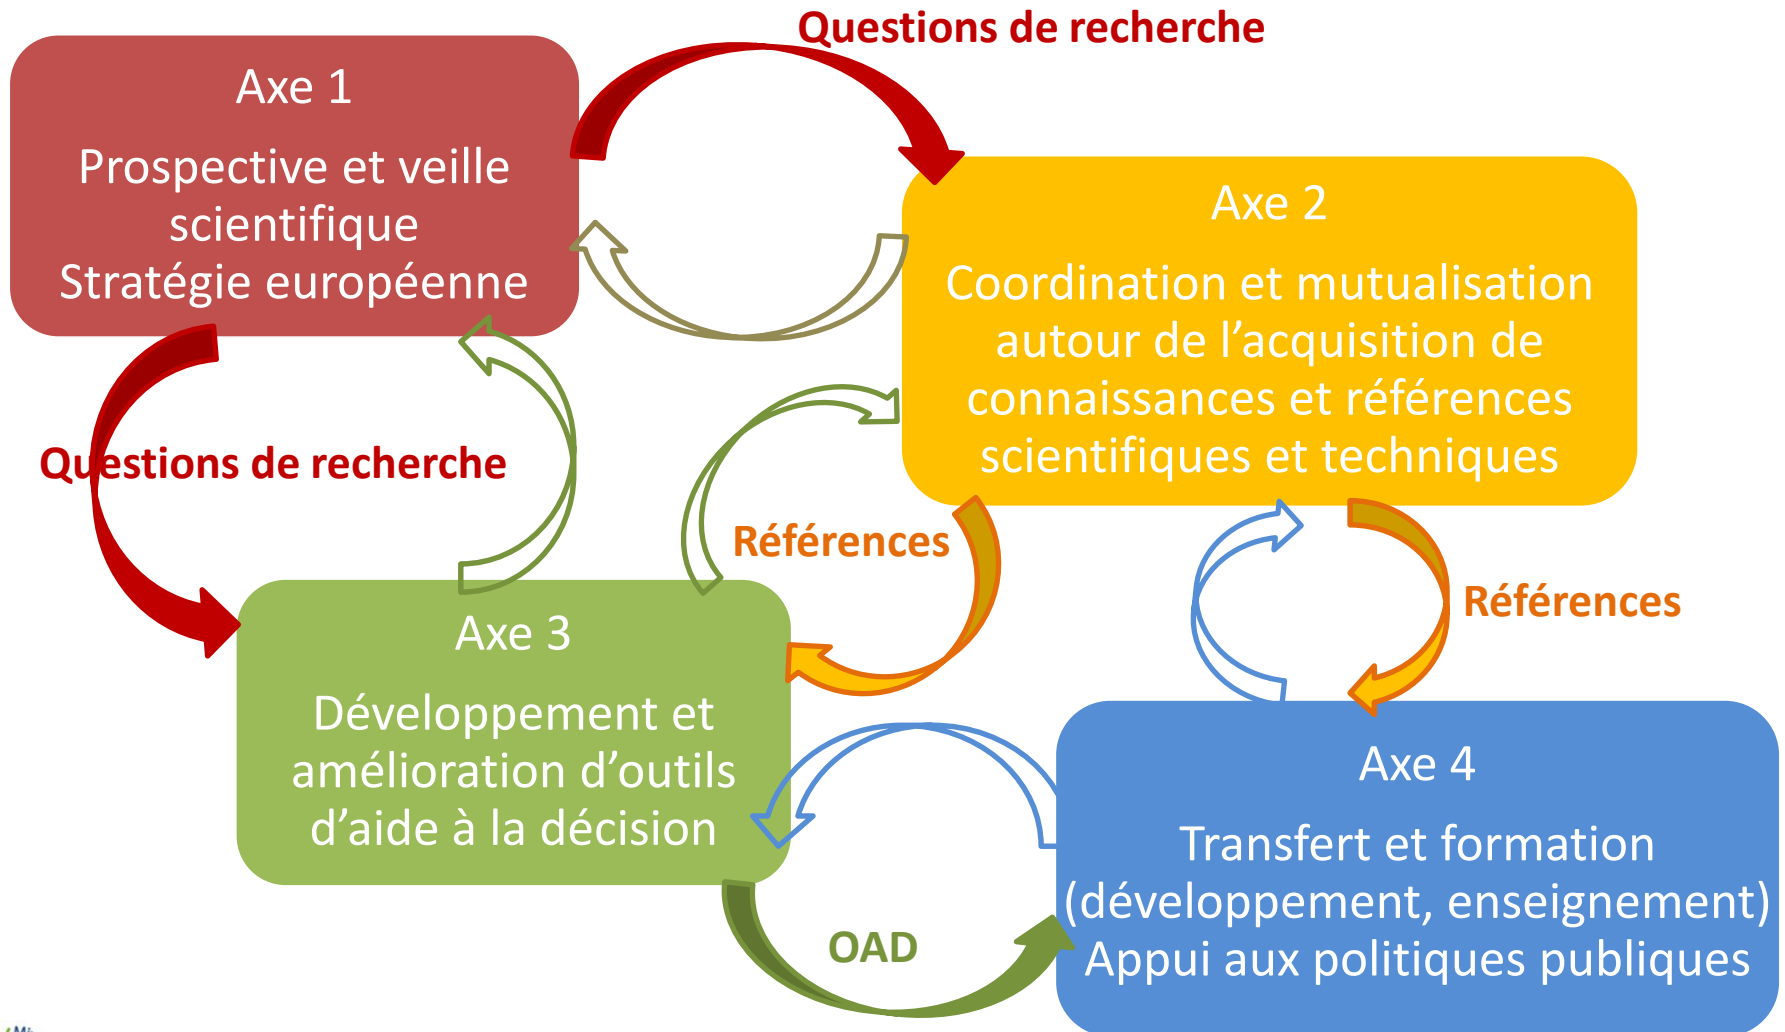 Questions de recherche
Axe 1
Prospective et veille
scientifique
Stratégie européenne
Axe 2
Coordination et mutualisation
autour de l’acquisition de
connaissances et références
scientifiques et techniques
Questions de recherche
Références
Références
Axe 3
Développement et
amélioration d’outils
d’aide à la décision
Axe 4
Transfert et formation
(développement, enseignement)
Appui aux politiques publiques
OAD